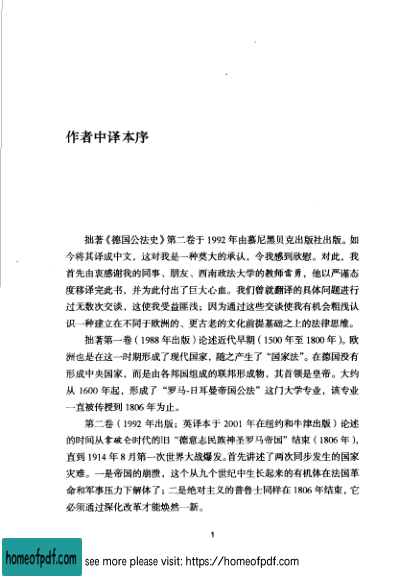 作者中译本序
拙著《德国公法史》第二卷于 1992 年由慕尼黑贝克出版社出版。如
今将其译成中文，这对我是一种莫大的承认，令我感到欣慰。对此，我
首先由衷感谢我的同事、朋友、西南政法大学的教师雷勇，他以严谨态
度移译完此书，并为此付出了巨大心血。我们曾就翻译的具体问题进行
过无数次交谈，这使我受益匪浅；因为通过这些交谈使我有机会粗浅认
识一种建立在不同于欧洲的、更古老的文化前提基础之上的法律思维。
拙著第一卷（1988 年出版）论述近代早期（1500 年至 1800 年）。欧
洲也是在这一时期形成了现代国家，随之产生了“国家法”。在德国没有
形成中央国家，而是由各邦国组成的联邦形成物，其首领是皇帝。大约
从 1600 年起，形成了“罗马-日耳曼帝国公法”这门大学专业，该专业
一直被传授到 1806 年为止。
第二卷（1992 年出版；英译本于 2001 年在纽约和牛津出版）论述
的时间从拿破仑时代的旧“德意志民族神圣罗马帝国”结束（1806 年），
直到 1914 年 8 月第一次世界大战爆发。首先讲述了两次同步发生的国家
灾难。一是帝国的崩溃，这个从九个世纪中生长起来的有机体在法国革
命和军事压力下解体了；二是绝对主义的普鲁士同样在 1806 年结束，它
必须通过深化改革才能焕然一新。
1
homeofpdf.com
see more please visit: https://homeofpdf.com